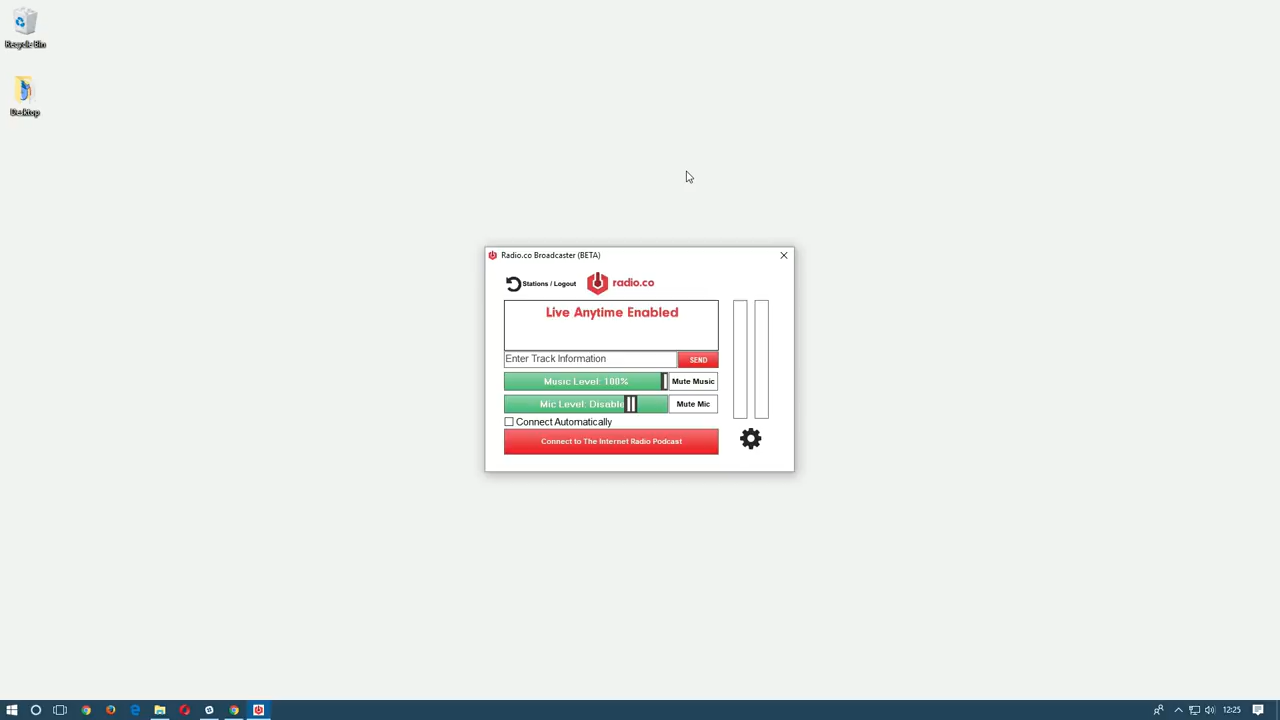 Recycle Bin
Desktop
Radio.co Broadcaster (BETA)
Stations / Logout
radio.co
Live Anytime Enabled
Enter Track Information
SEND
Music Level: 100%
Mute Music
Mic Level: Disable
Mute Mic
Connect Automatically
Connect to The Internet Radio Podcast
12:25